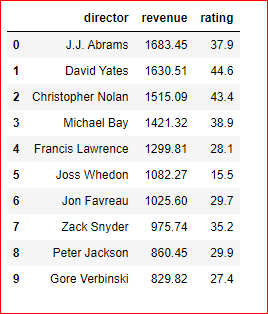 director revenue rating
0 J.J. Abrams 1683.45 37.9
1 David Yates 1630.51 44.6
2 Christopher Nolan 1515.09 43.4
3 Michael Bay 1421.32 38.9
4 Francis Lawrence 1299.81 28.1
5 Joss Whedon 1082.27 15.5
6 Jon Favreau 1025.60 29.7
7 Zack Snyder 975.74 35.2
8 Peter Jackson 860.45 29.9
9 Gore Verbinski 829.82 27.4